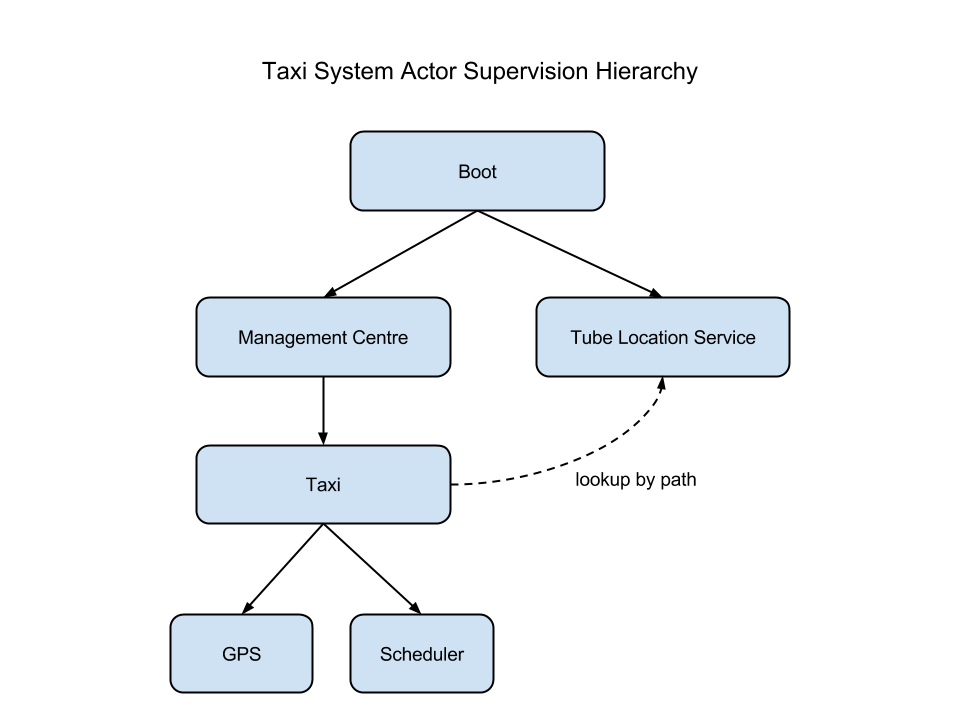 Taxi System Actor Supervision Hierarchy
Boot
Management Centre
Tube Location Service
Taxi
lookup by path
GPS
Scheduler